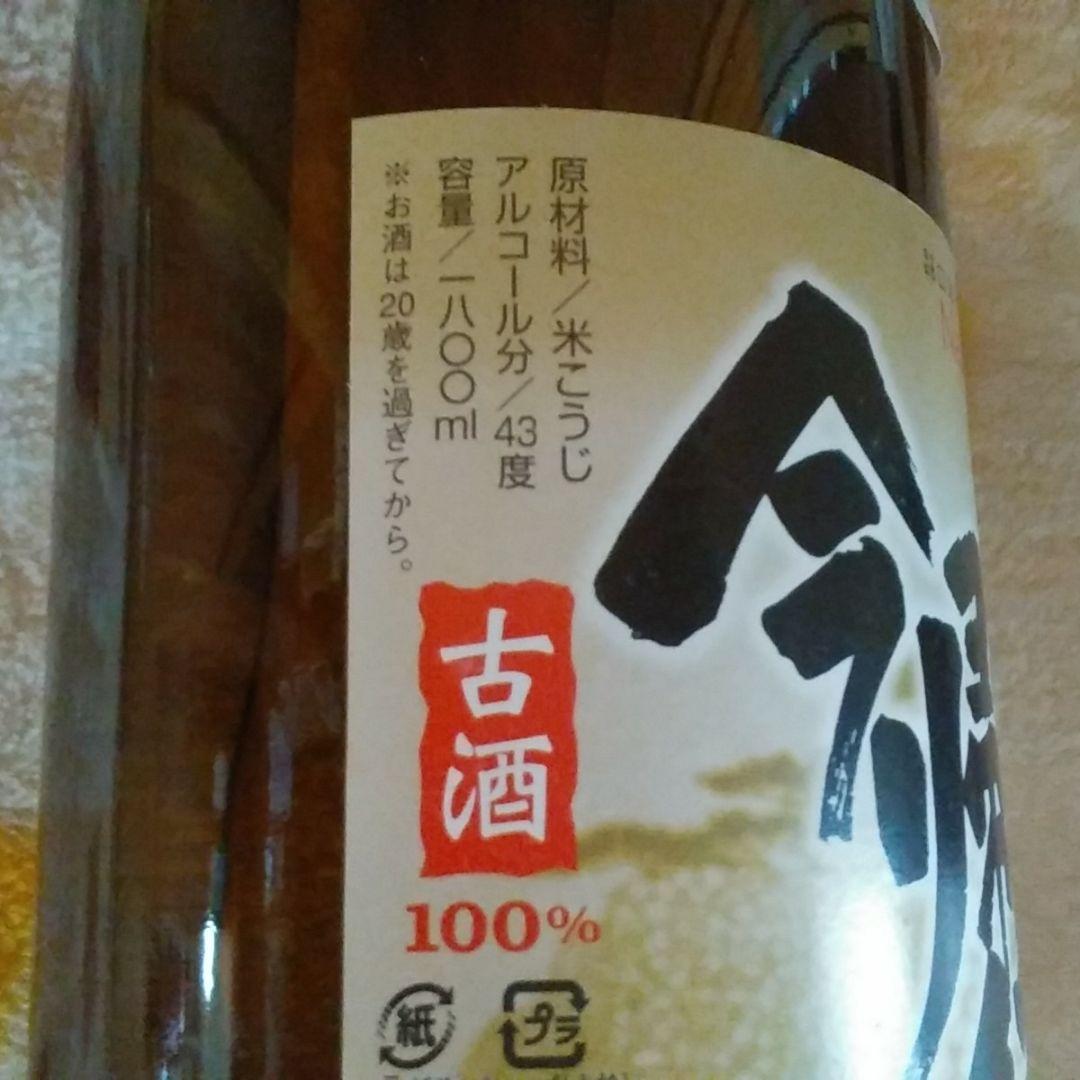 原材料/米こうじ
アルコール分/43度
容量/一八〇〇ml
※お酒は20歳を過ぎてから。
今
古酒
100%
紙
プラ